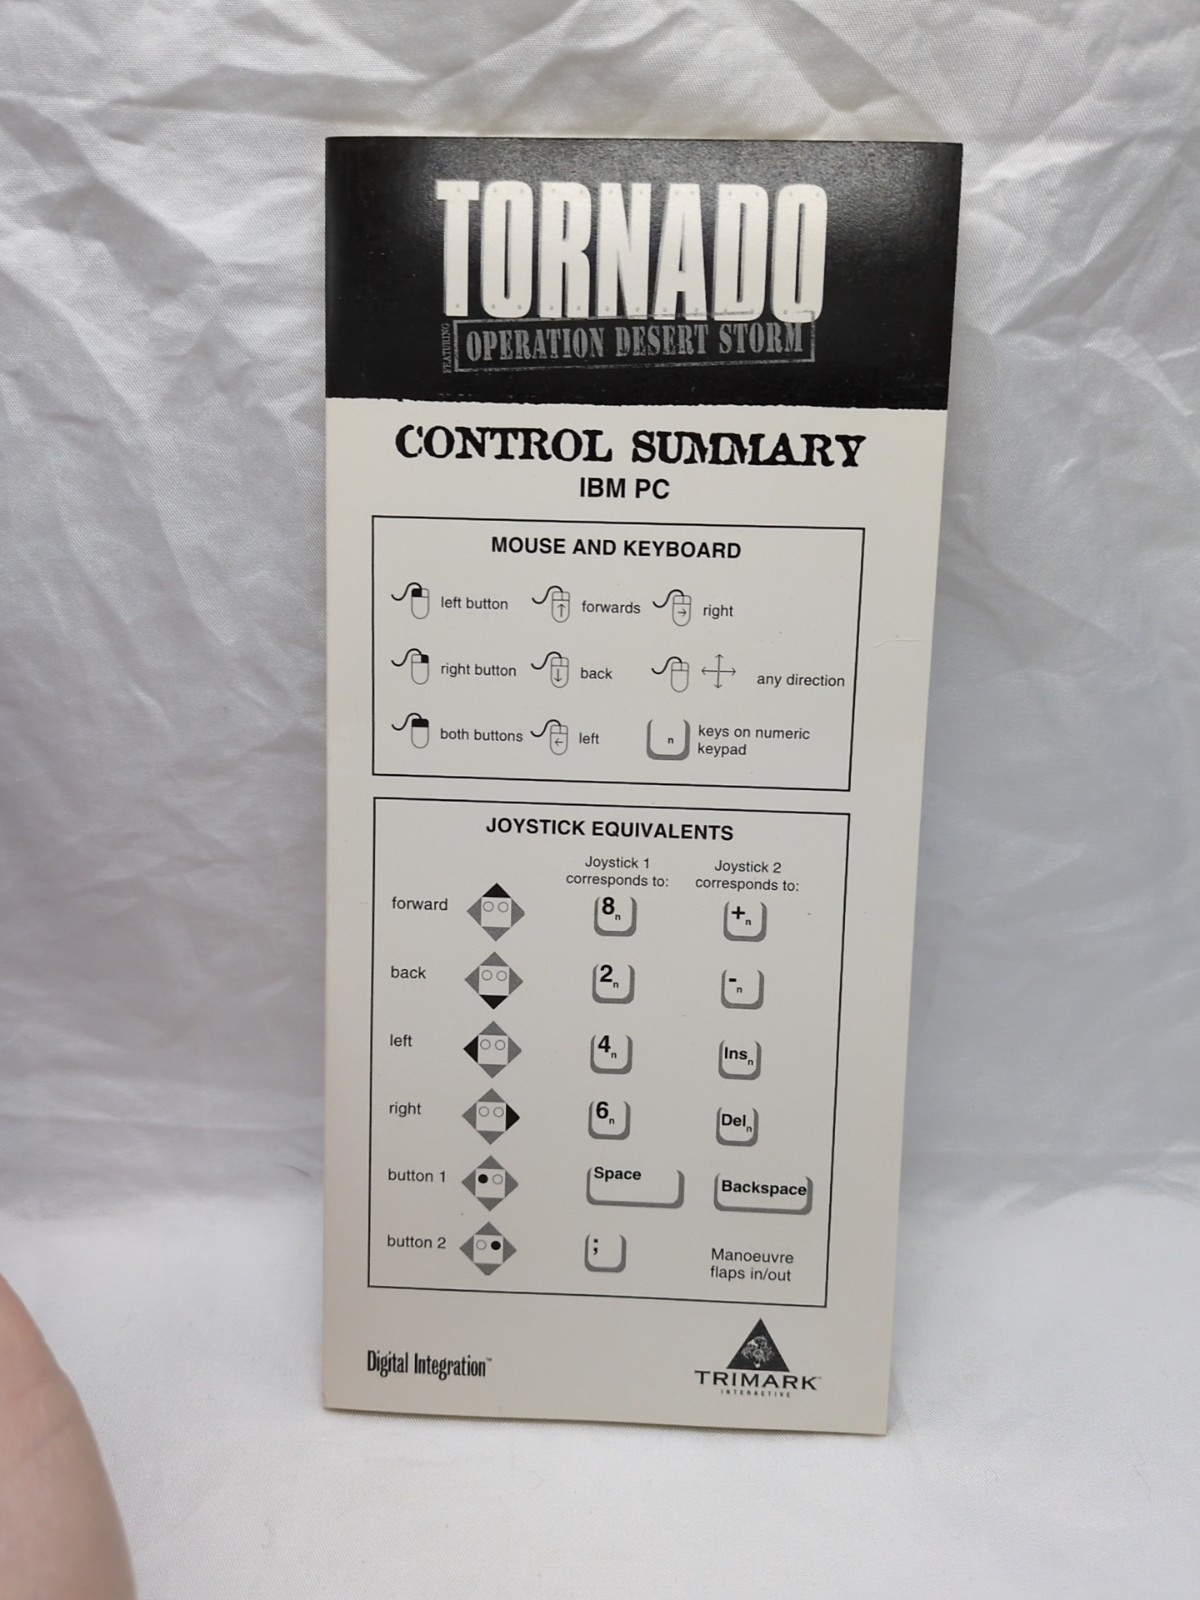 TORNADO
FEATURING
OPERATION DESERT STORM
CONTROL SUMMARY
IBM PC
MOUSE AND KEYBOARD
left button forwards right
right button back any direction
both buttons left n keys on numeric
keypad
JOYSTICK EQUIVALENTS
Joystick 1
corresponds to:
Joystick 2
corresponds to:
forward 8n +n
back 2n -n
left 4n Insn
right 6n Deln
button 1 Space Backspace
button 2 ; Manoeuvre
flaps in/out
Digital Integration™
TRIMARK
INTERACTIVE